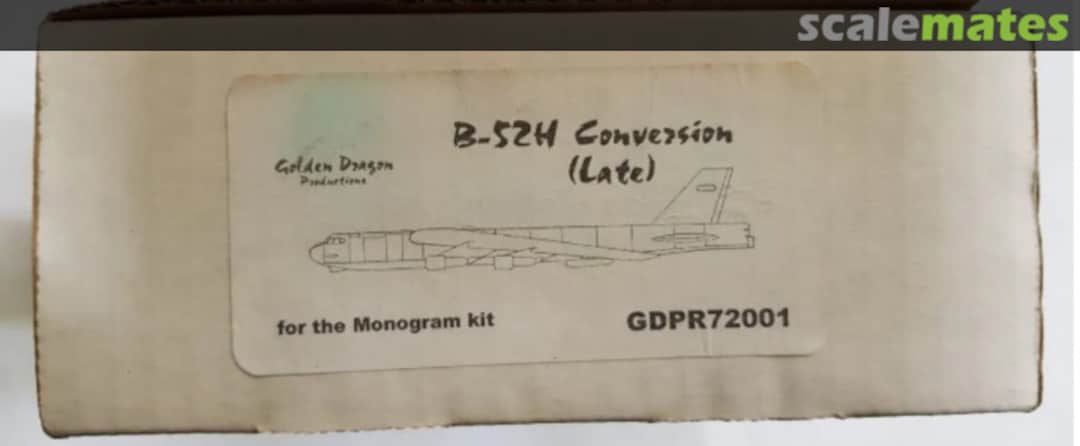 scalemates
B-52H Conversion
(Late)
Golden Dragon
Productions
for the Monogram kit
GDPR72001